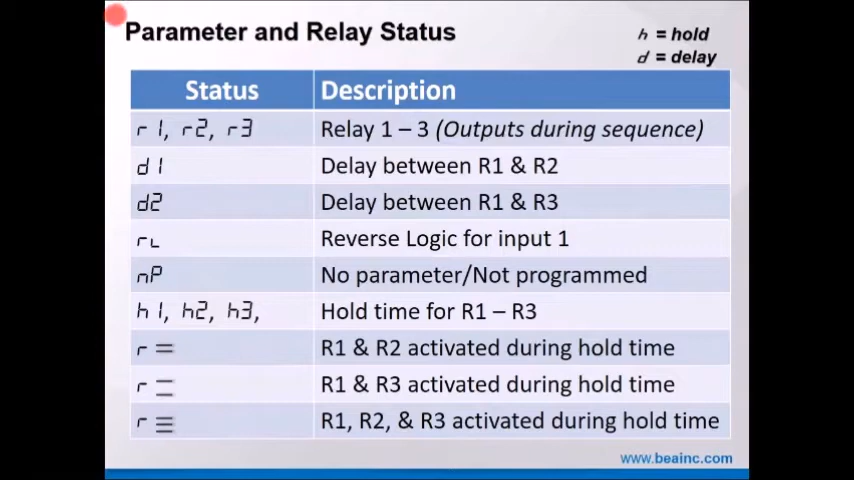 Parameter and Relay Status
h = hold
d = delay
Status Description
r1, r2, r3 Relay 1 – 3 (Outputs during sequence)
d1 Delay between R1 & R2
d2 Delay between R1 & R3
rL Reverse Logic for input 1
nP No parameter/Not programmed
h1, h2, h3, Hold time for R1 – R3
r = R1 & R2 activated during hold time
r = R1 & R3 activated during hold time
r ≡ R1, R2, & R3 activated during hold time
www.beainc.com